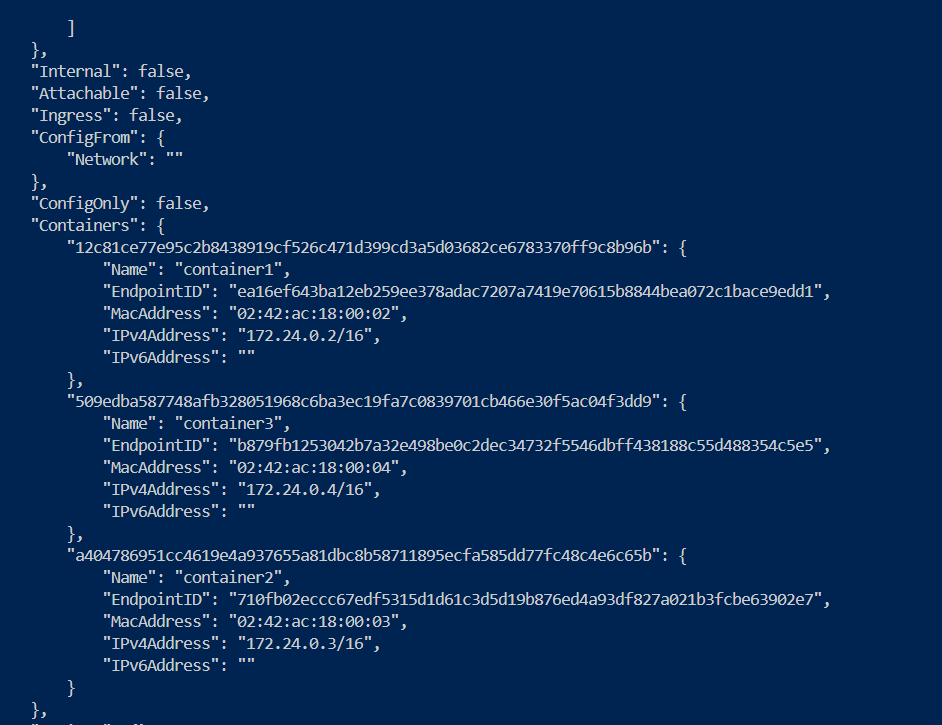 ]
},
"Internal": false,
"Attachable": false,
"Ingress": false,
"ConfigFrom": {
"Network": ""
},
"ConfigOnly": false,
"Containers": {
"12c81ce77e95c2b8438919cf526c471d399cd3a5d03682ce6783370ff9c8b96b": {
"Name": "container1",
"EndpointID": "ea16ef643ba12eb259ee378adac7207a7419e70615b8844bea072c1bace9edd1",
"MacAddress": "02:42:ac:18:00:02",
"IPv4Address": "172.24.0.2/16",
"IPv6Address": ""
},
"509edba587748afb328051968c6ba3ec19fa7c0839701cb466e30f5ac04f3dd9": {
"Name": "container3",
"EndpointID": "b879fb1253042b7a32e498be0c2dec34732f5546dbff438188c55d488354c5e5",
"MacAddress": "02:42:ac:18:00:04",
"IPv4Address": "172.24.0.4/16",
"IPv6Address": ""
},
"a404786951cc4619e4a937655a81dbc8b58711895ecfa585dd77fc48c4e6c65b": {
"Name": "container2",
"EndpointID": "710fb02eccc67edf5315d1d61c3d5d19b876ed4a93df827a021b3fcbe63902e7",
"MacAddress": "02:42:ac:18:00:03",
"IPv4Address": "172.24.0.3/16",
"IPv6Address": ""
}
},